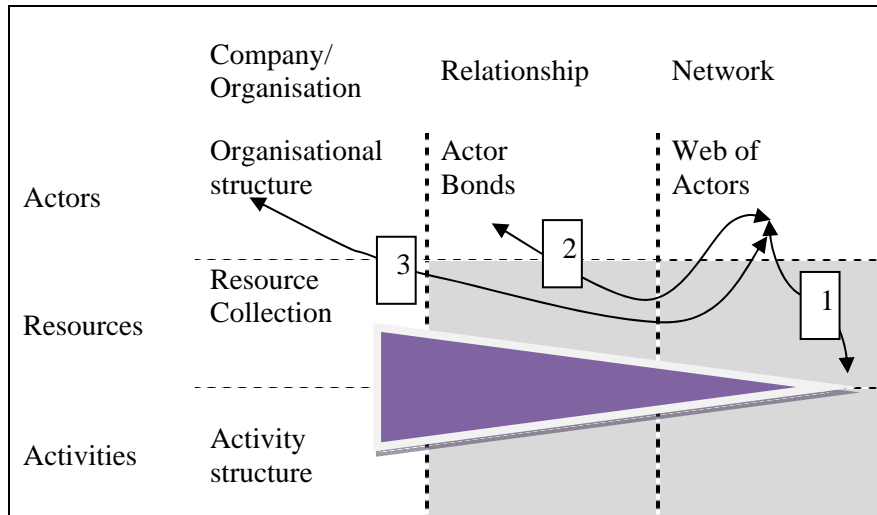 Company/
Organisation
Relationship
Network
Actors
Organisational
structure
Actor
Bonds
Web of
Actors
3
2
1
Resources
Resource
Collection
Activities
Activity
structure